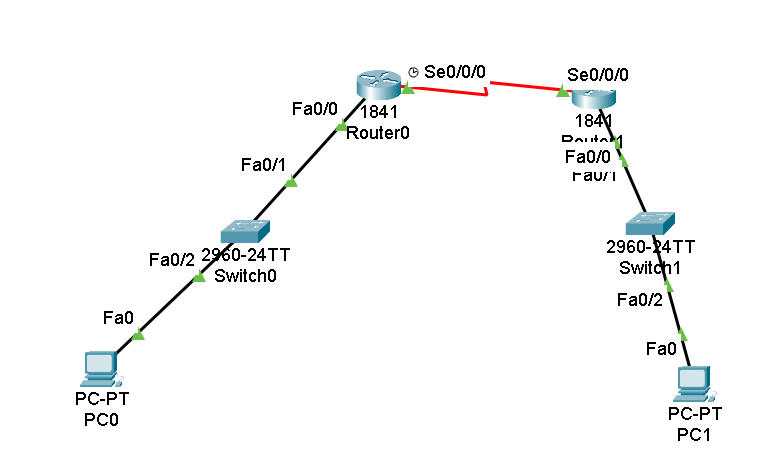 Se0/0/0
Se0/0/0
Fa0/0
1841
Router0
1841
Router1
Fa0/0
Fa0/1
Fa0/1
2960-24TT
Switch0
2960-24TT
Switch1
Fa0/2
Fa0/2
Fa0
Fa0
PC-PT
PC0
PC-PT
PC1